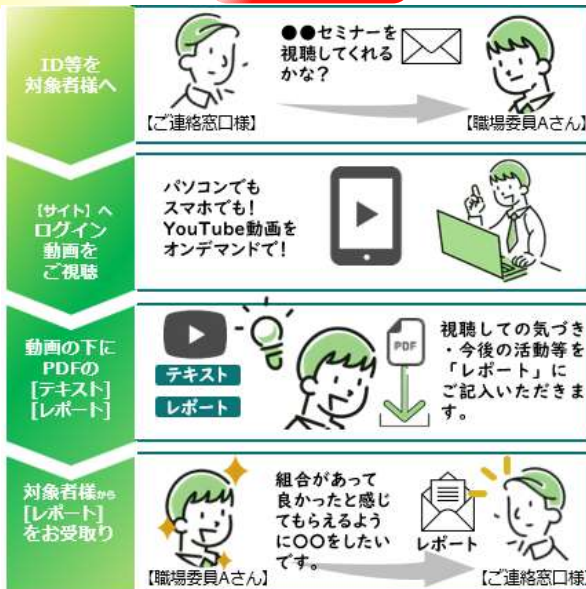 ID等を
対象者様へ
●●セミナーを
視聴してくれる
かな？
【ご連絡窓口様】
【職場委員Aさん】
【サイト】へ
ログイン
動画を
ご視聴
パソコンでも
スマホでも!
YouTube動画を
オンデマンドで!
動画の下に
PDFの
[テキスト]
[レポート]
テキスト
レポート
PDF
視聴しての気づき
・今後の活動等を
「レポート」に
ご記入いただきま
す。
対象者様から
[レポート]
をお受取り
組合があって
良かったと感じ
てもらえるよう
に〇〇をしたい
です。
レポート
【職場委員Aさん】
【ご連絡窓口様】